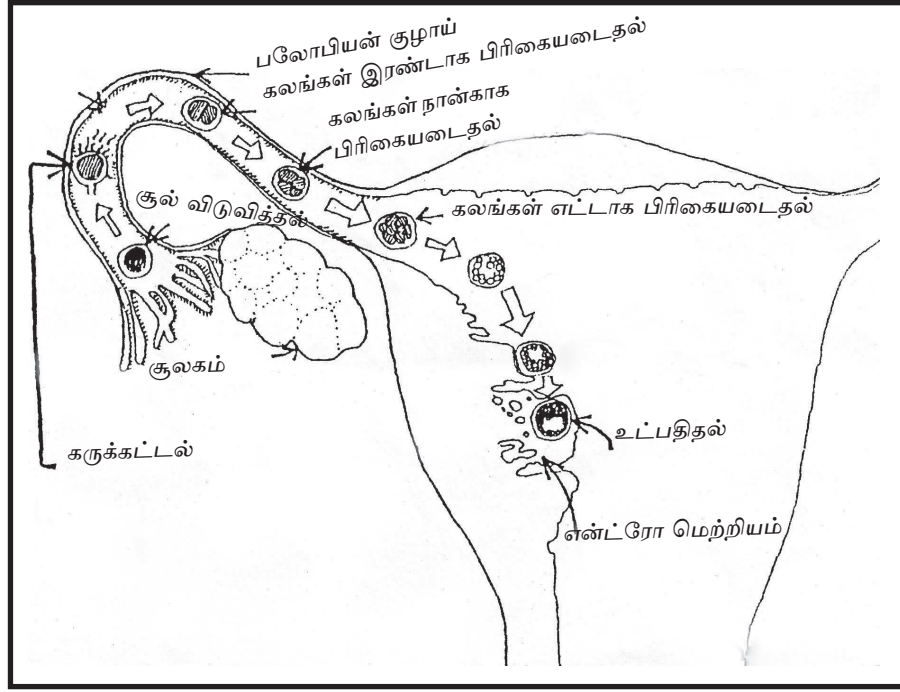 பலோபியன் குழாய்
கலங்கள் இரண்டாக பிரிகையடைதல்
கலங்கள் நான்காக
பிரிகையடைதல்
சூல் விடுவித்தல்
கலங்கள் எட்டாக பிரிகையடைதல்
சூலகம்
உட்பதிதல்
கருக்கட்டல்
என்ட்ரோ மெற்றியம்